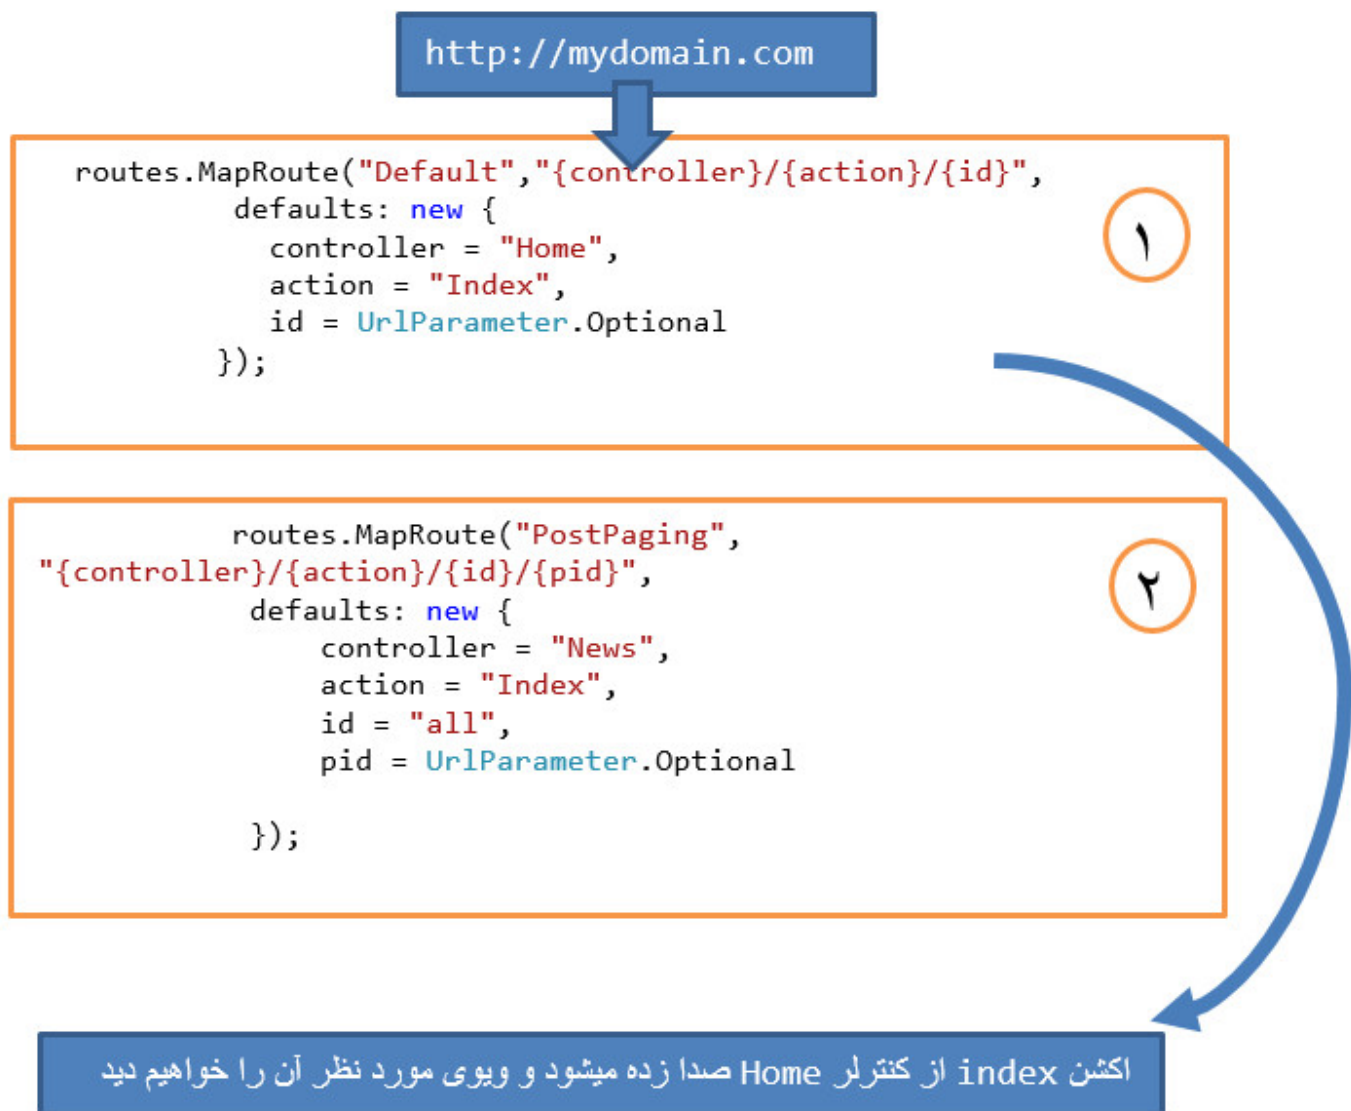 http://mydomain.com
routes.MapRoute("Default","{controller}/{action}/{id}",
defaults: new {
controller = "Home",
action = "Index",
id = UrlParameter.Optional
});
۱
routes.MapRoute("PostPaging",
"{controller}/{action}/{id}/{pid}",
defaults: new {
controller = "News",
action = "Index",
id = "all",
pid = UrlParameter.Optional
});
۲
اکشن index از کنترلر Home صدا زده میشود و ویوی مورد نظر آن را خواهیم دید